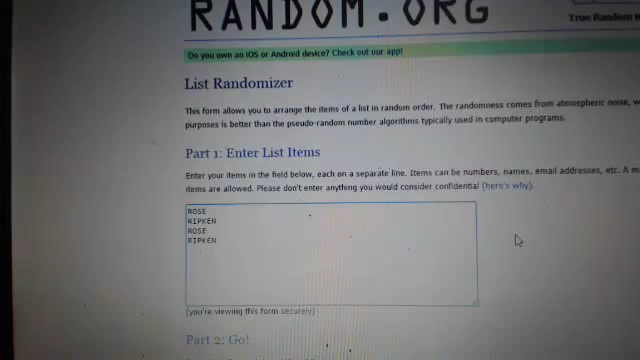 RANDOM.ORG
True Random
Do you own an iOS or Android device? Check out our app!
List Randomizer
This form allows you to arrange the items of a list in random order. The randomness comes from atmospheric noise,
purposes is better than the pseudo-random number algorithms typically used in computer programs.
Part 1: Enter List Items
Enter your items in the field below, each on a separate line. Items can be numbers, names, email addresses, etc. A
items are allowed. Please don't enter anything you would consider confidential (here's why).
ROSE
RIPKEN
ROSE
RIPKEN
(you're viewing this form securely)
Part 2: Go!